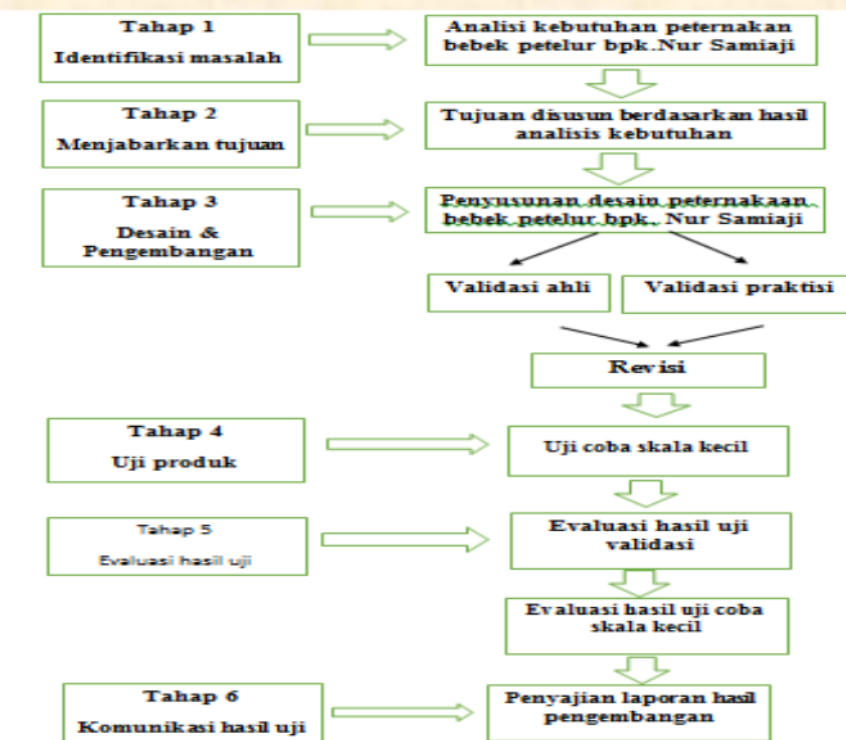 Tahap 1
Identifikasi masalah
Analisi kebutuhan peternakan
bebek petelur bpk.Nur Samiaji
Tahap 2
Menjabarkan tujuan
Tujuan disusun berdasarkan hasil
analisis kebutuhan
Tahap 3
Desain &
Pengembangan
Penyusunan desain peternakaan
bebek petelur bpk. Nur Samiaji
Validasi ahli
Validasi praktisi
Revisi
Tahap 4
Uji produk
Uji coba skala kecil
Tahap 5
Evaluasi hasil uji
Evaluasi hasil uji
validasi
Evaluasi hasil uji coba
skala kecil
Tahap 6
Komunikasi hasil uji
Penyajian laporan hasil
pengembangan